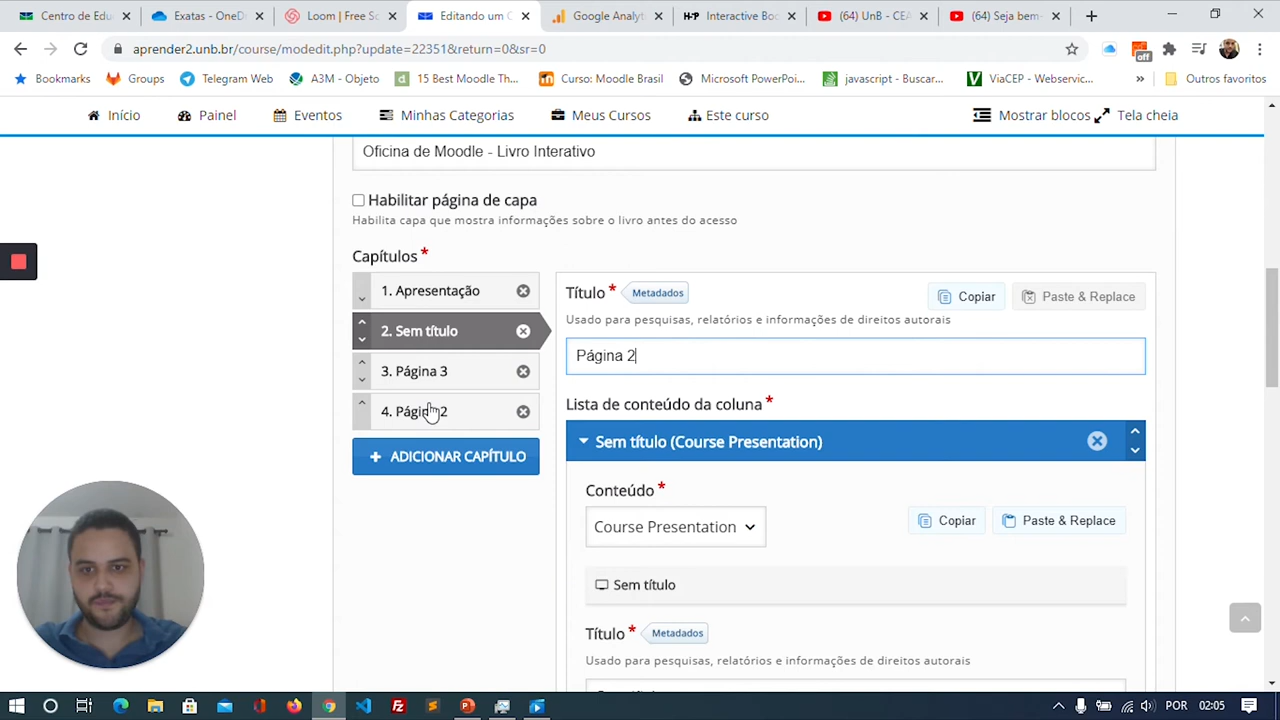 Centro de Edu
Exatas - OneD
Loom | Free Sc
Editando um C
Google Analyt
Interactive Bo
(64) UnB - CEA
(64) Seja bem-
aprender2.unb.br/course/modedit.php?update=22351&return=0&sr=0
off
Bookmarks
Groups
Telegram Web
A3M - Objeto
15 Best Moodle Th...
Curso: Moodle Brasil
Microsoft PowerPoi...
javascript - Buscar...
ViaCEP - Webservic...
»
Outros favoritos
Início
Painel
Eventos
Minhas Categorias
Meus Cursos
Este curso
Mostrar blocos
Tela cheia
Oficina de Moodle - Livro Interativo
Habilitar página de capa
Habilita capa que mostra informações sobre o livro antes do acesso
Capítulos *
1. Apresentação
2. Sem título
3. Página 3
4. Página 2
+ ADICIONAR CAPÍTULO
Título * Metadados
Copiar
Paste & Replace
Usado para pesquisas, relatórios e informações de direitos autorais
Página 2
Lista de conteúdo da coluna *
Sem título (Course Presentation)
Conteúdo *
Course Presentation
Copiar
Paste & Replace
Sem título
Título * Metadados
Usado para pesquisas, relatórios e informações de direitos autorais
POR 02:05